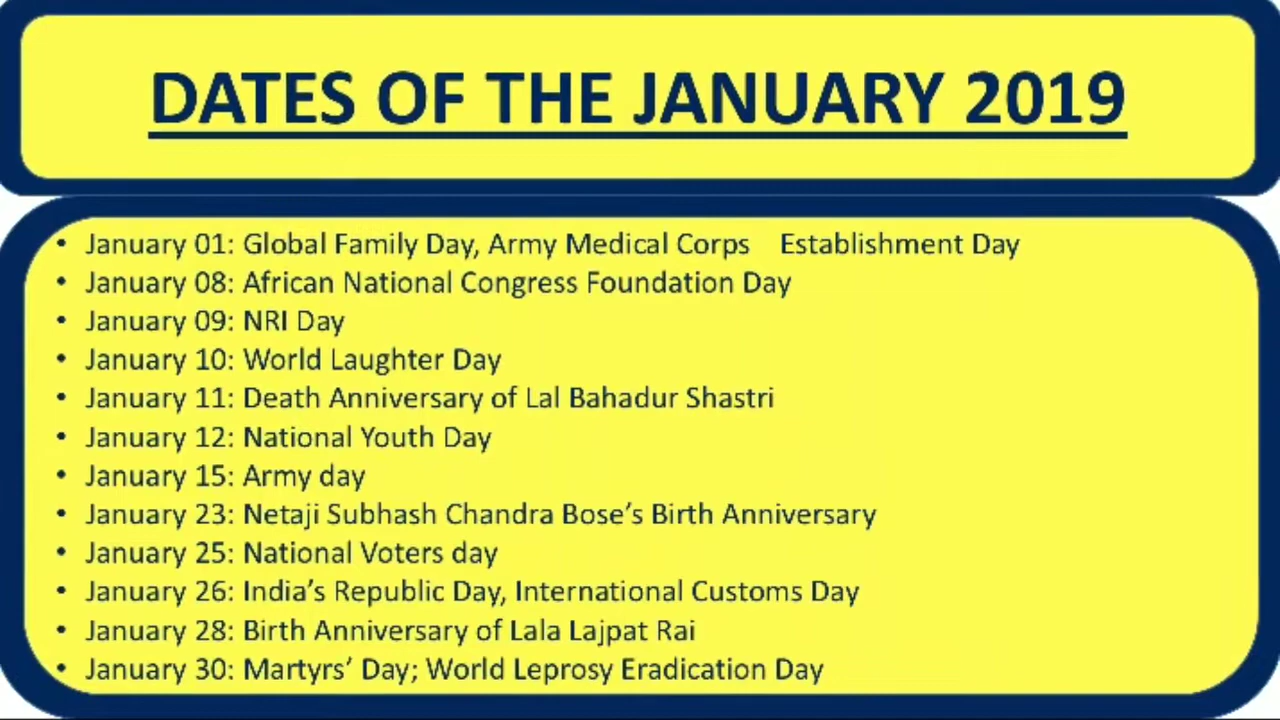 DATES OF THE JANUARY 2019
• January 01: Global Family Day, Army Medical Corps    Establishment Day
• January 08: African National Congress Foundation Day
• January 09: NRI Day
• January 10: World Laughter Day
• January 11: Death Anniversary of Lal Bahadur Shastri
• January 12: National Youth Day
• January 15: Army day
• January 23: Netaji Subhash Chandra Bose’s Birth Anniversary
• January 25: National Voters day
• January 26: India’s Republic Day, International Customs Day
• January 28: Birth Anniversary of Lala Lajpat Rai
• January 30: Martyrs’ Day; World Leprosy Eradication Day